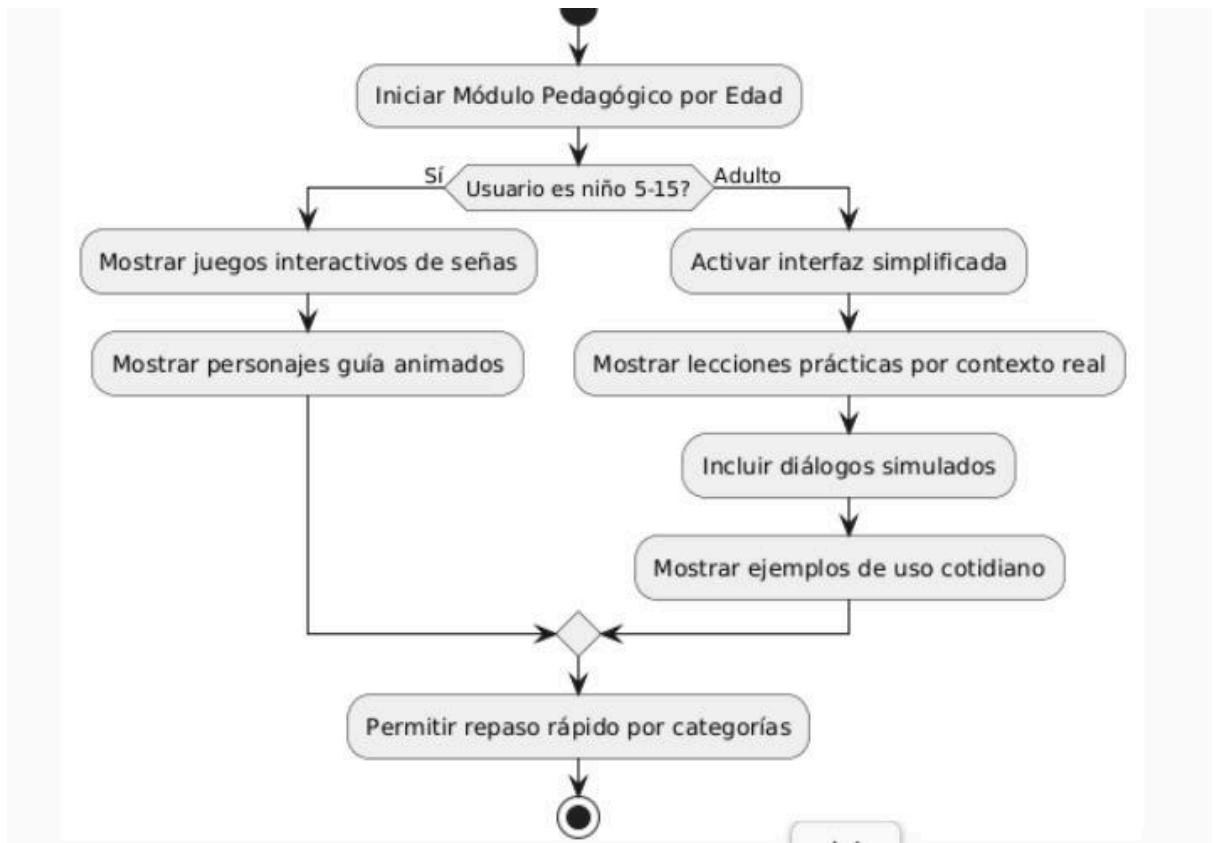 Iniciar Módulo Pedagógico por Edad
Sí
Usuario es niño 5-15?
Adulto
Mostrar juegos interactivos de señas
Activar interfaz simplificada
Mostrar personajes guía animados
Mostrar lecciones prácticas por contexto real
Incluir diálogos simulados
Mostrar ejemplos de uso cotidiano
Permitir repaso rápido por categorías